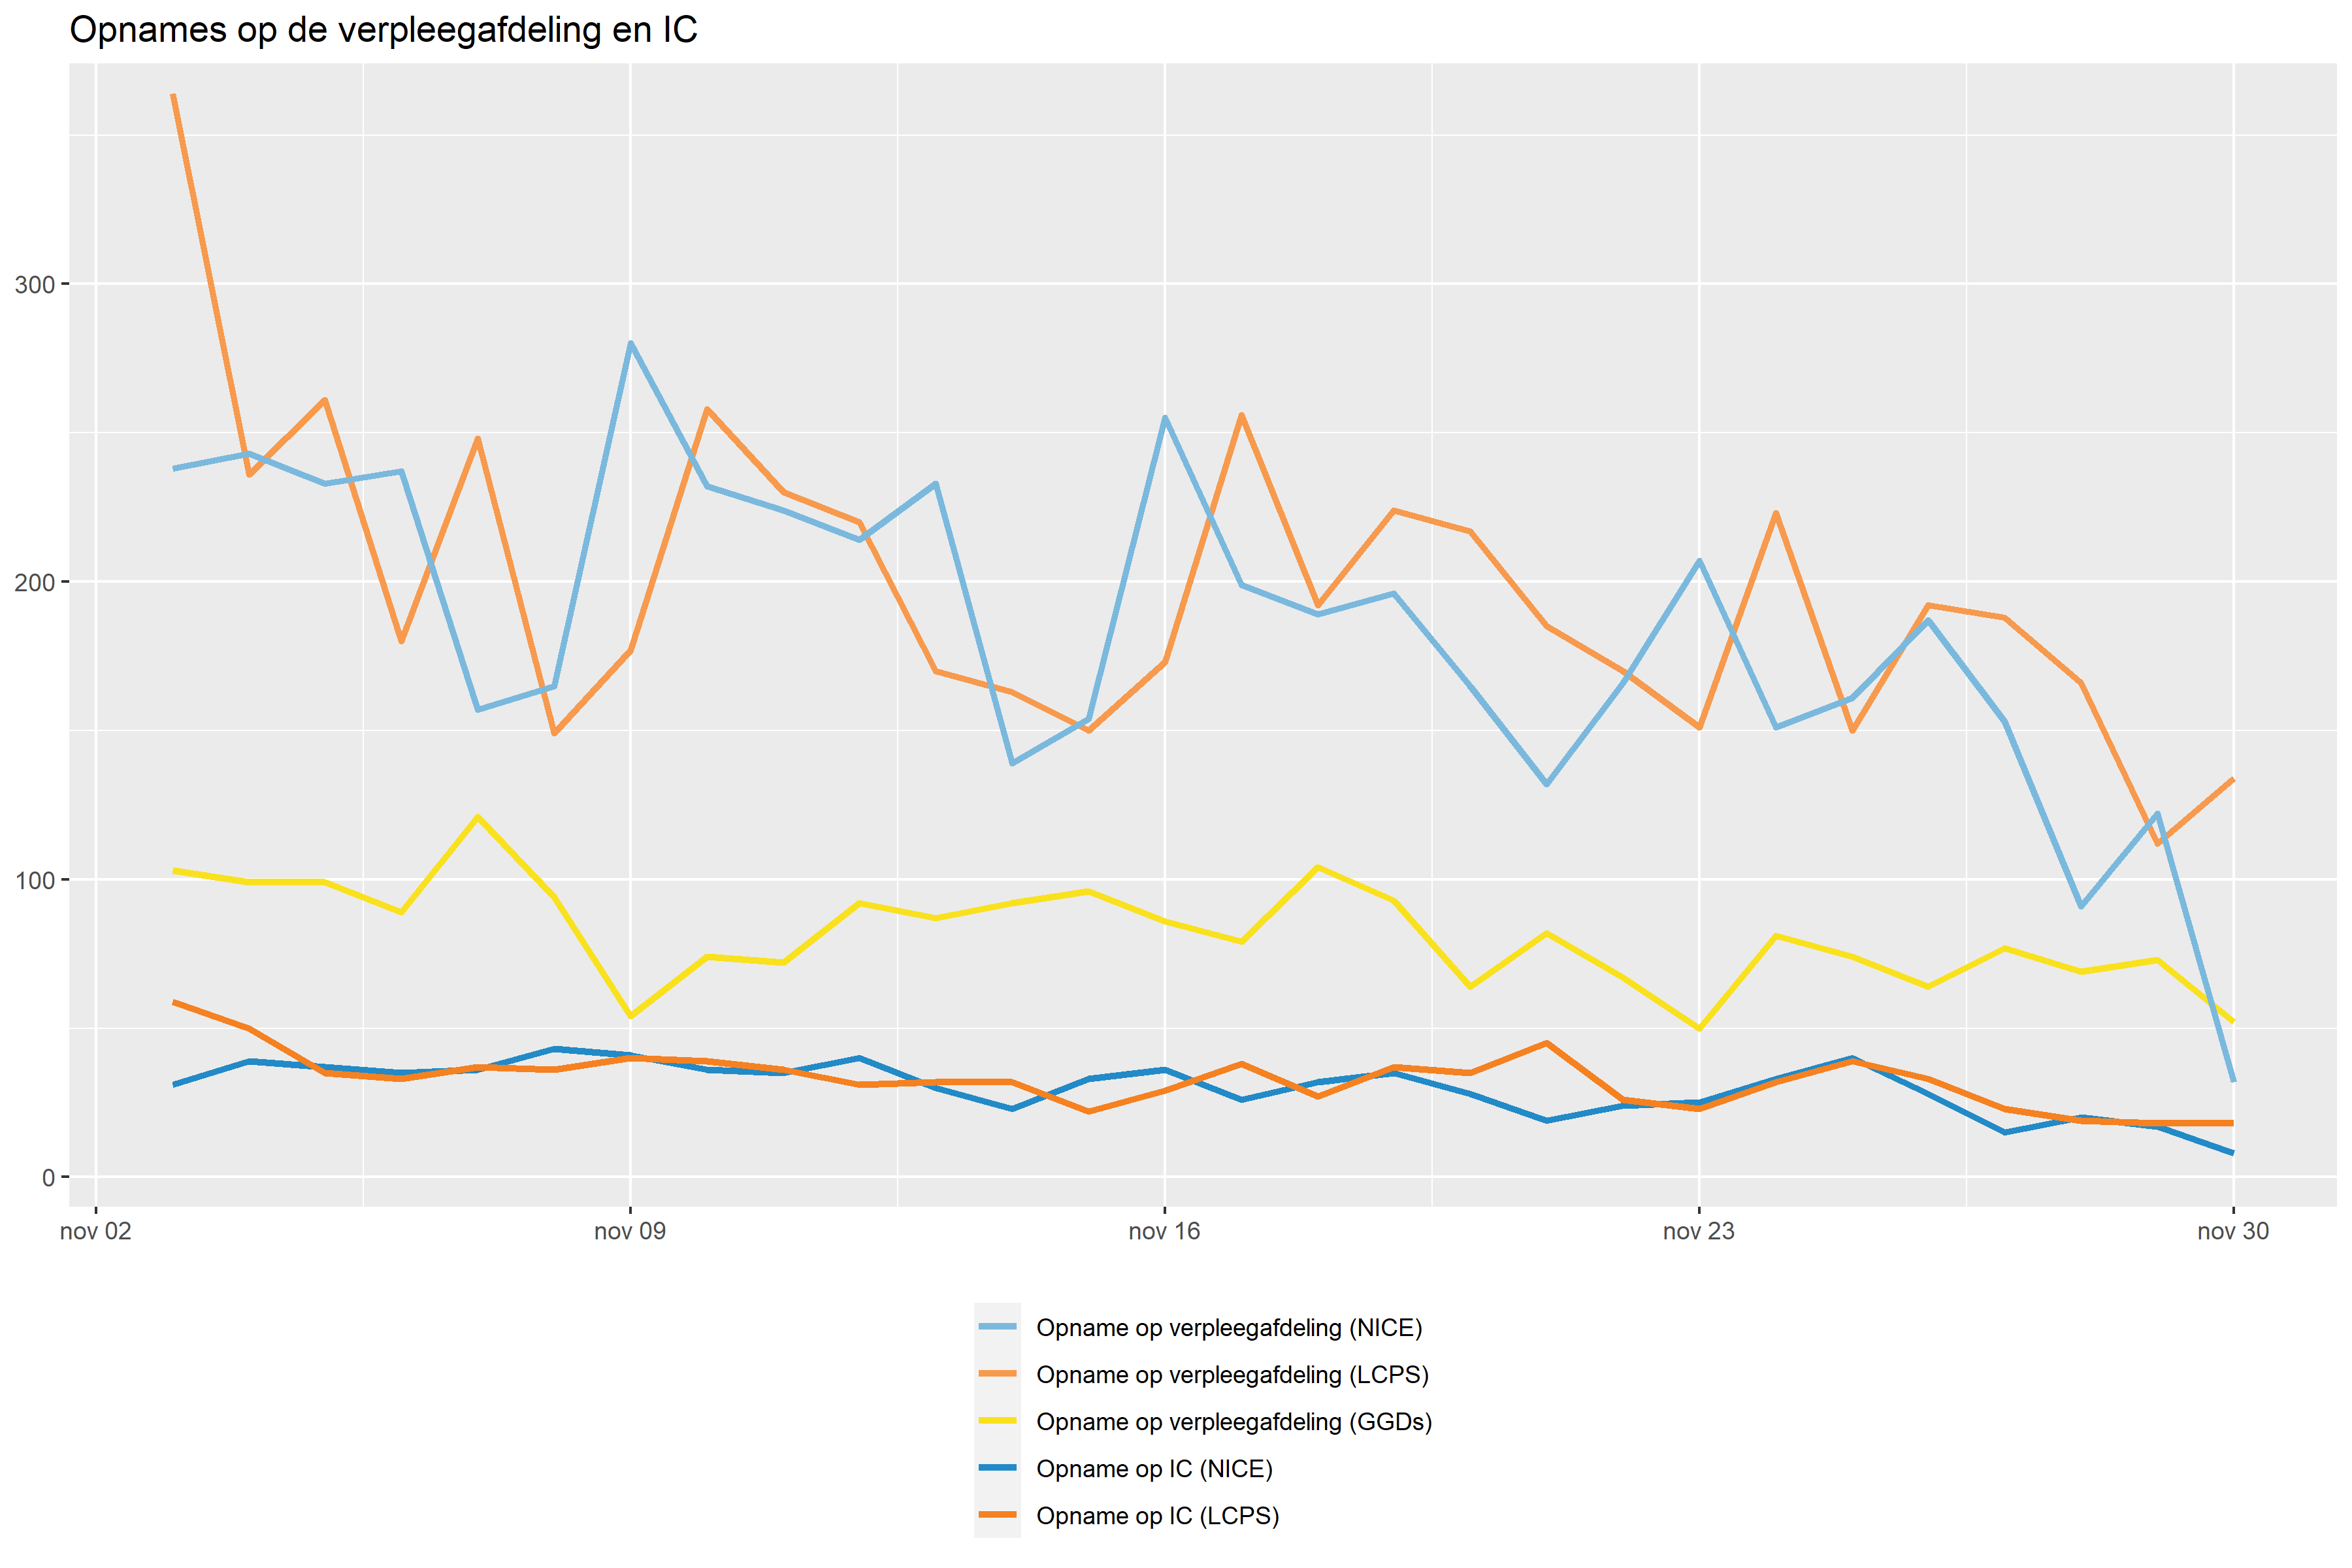 Opnames op de verpleegafdeling en IC
300
200
100
0
nov 02 nov 09 nov 16 nov 23 nov 30
Opname op verpleegafdeling (NICE)
Opname op verpleegafdeling (LCPS)
Opname op verpleegafdeling (GGDs)
Opname op IC (NICE)
Opname op IC (LCPS)